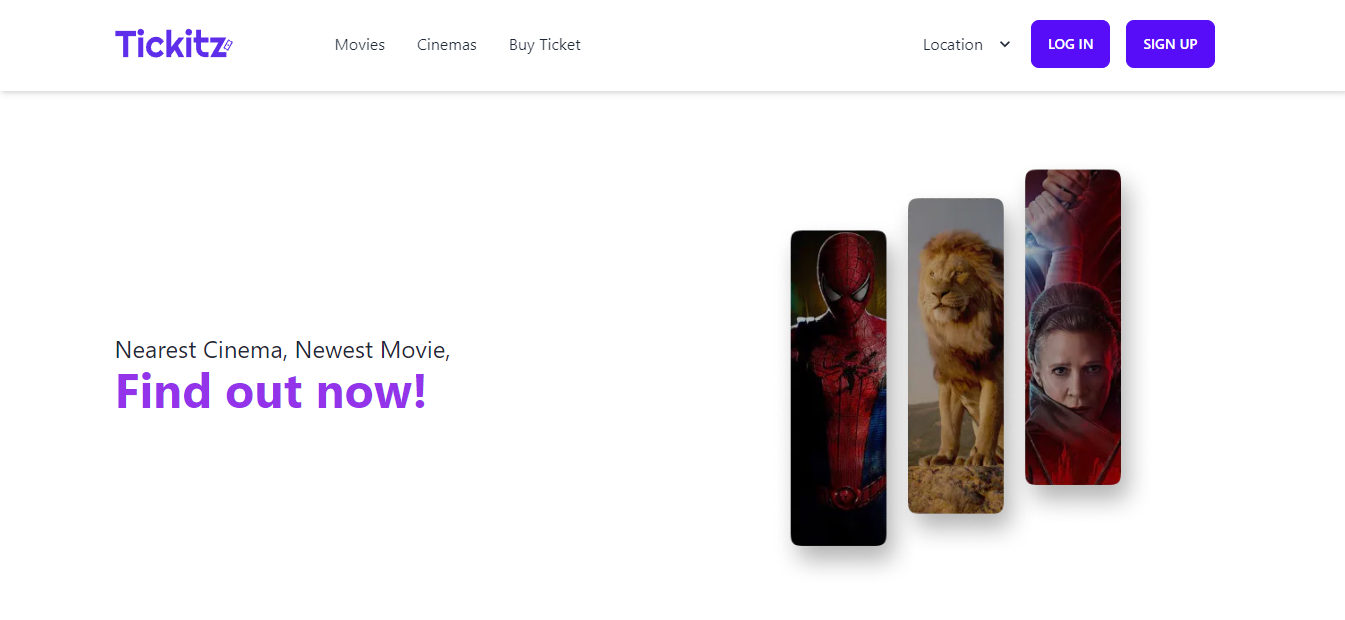 Tickitz
Movies Cinemas Buy Ticket
Location LOG IN SIGN UP
Nearest Cinema, Newest Movie,
Find out now!